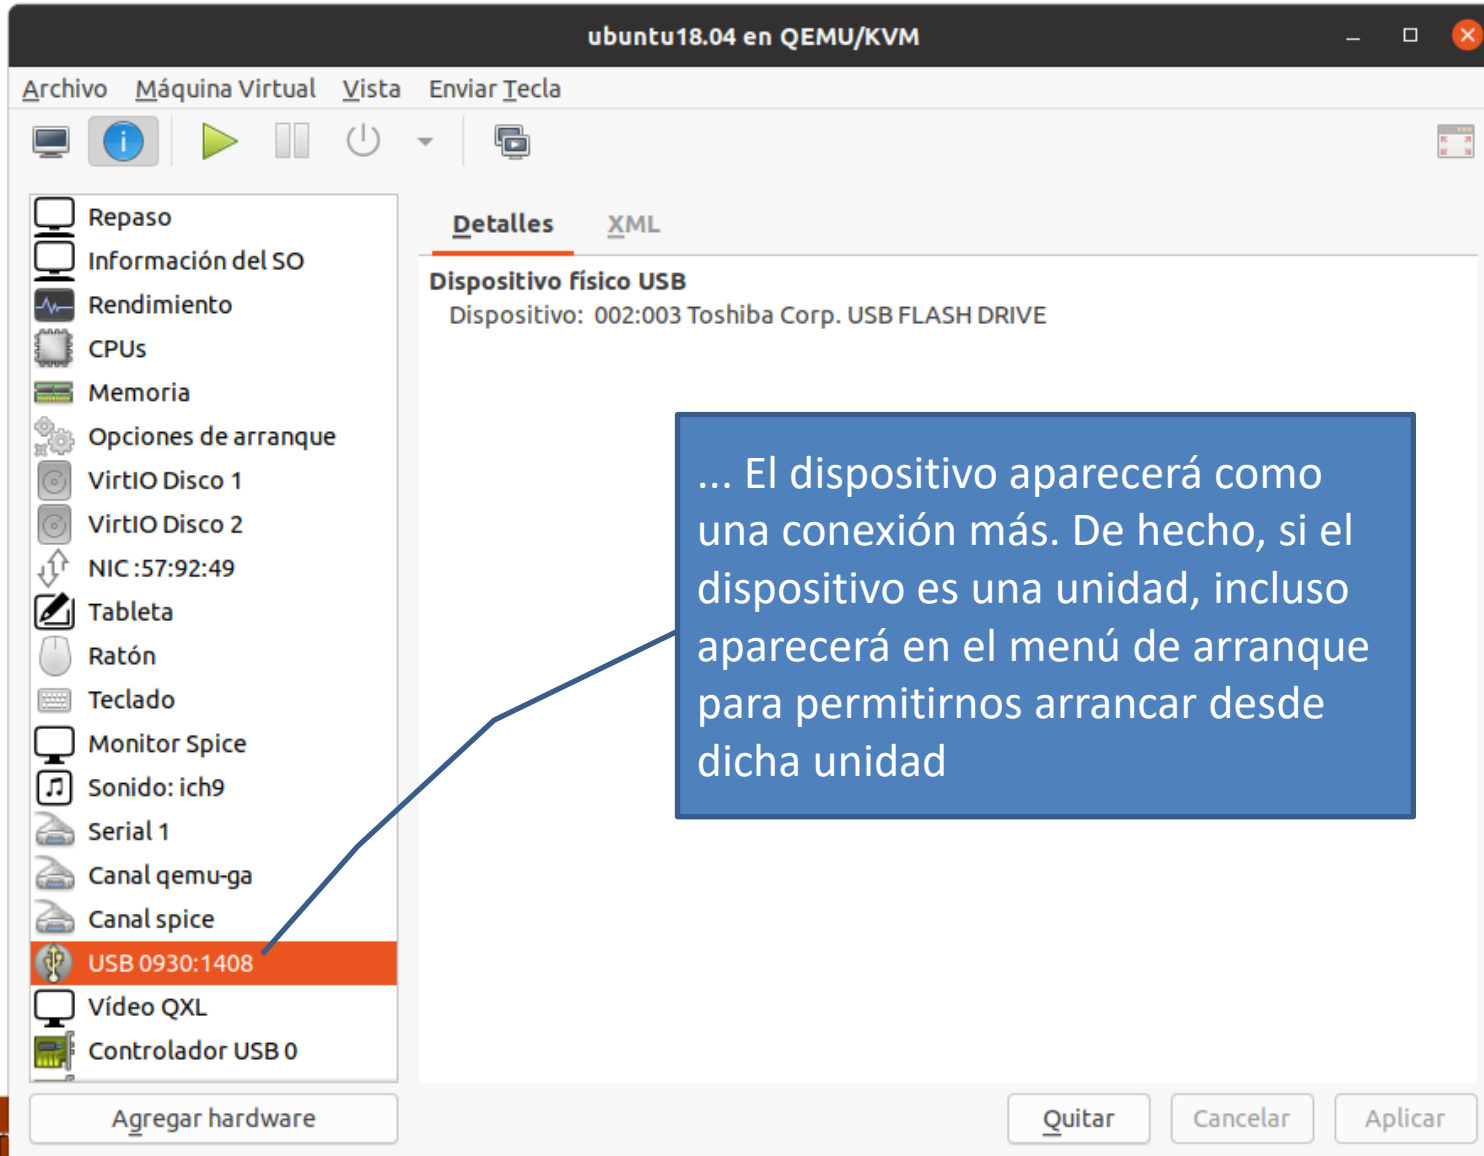 ubuntu18.04 en QEMU/KVM
Archivo Máquina Virtual Vista Enviar Tecla
Repaso
Información del SO
Rendimiento
CPUs
Memoria
Opciones de arranque
VirtIO Disco 1
VirtIO Disco 2
NIC :57:92:49
Tableta
Ratón
Teclado
Monitor Spice
Sonido: ich9
Serial 1
Canal qemu-ga
Canal spice
USB 0930:1408
Vídeo QXL
Controlador USB 0
Agregar hardware
Detalles XML
Dispositivo físico USB
Dispositivo: 002:003 Toshiba Corp. USB FLASH DRIVE
... El dispositivo aparecerá como
una conexión más. De hecho, si el
dispositivo es una unidad, incluso
aparecerá en el menú de arranque
para permitirnos arrancar desde
dicha unidad
Quitar Cancelar Aplicar